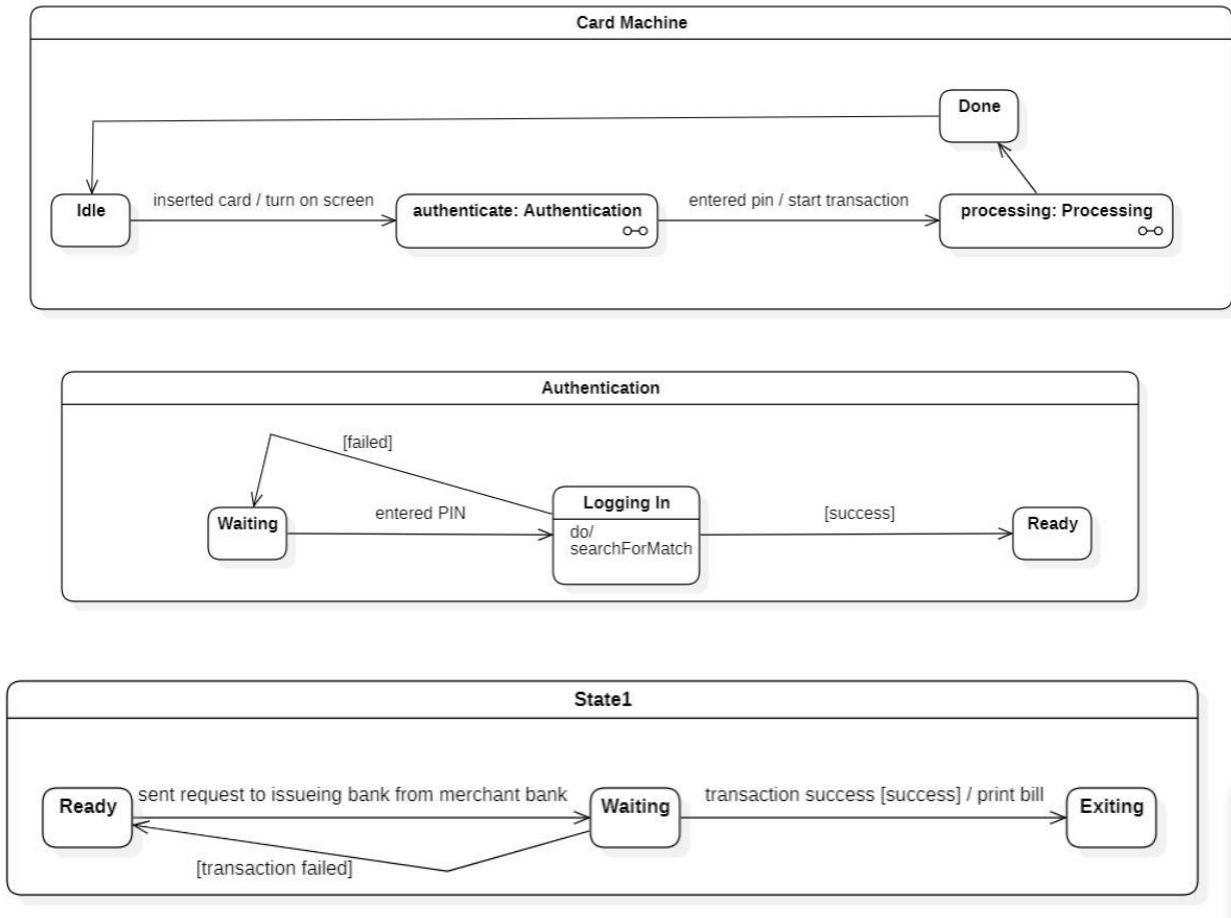 Card Machine
Done
Idle
inserted card / turn on screen
authenticate: Authentication
entered pin / start transaction
processing: Processing
Authentication
[failed]
Waiting
entered PIN
Logging In
do/
searchForMatch
[success]
Ready
State1
Ready
sent request to issueing bank from merchant bank
Waiting
transaction success [success] / print bill
Exiting
[transaction failed]